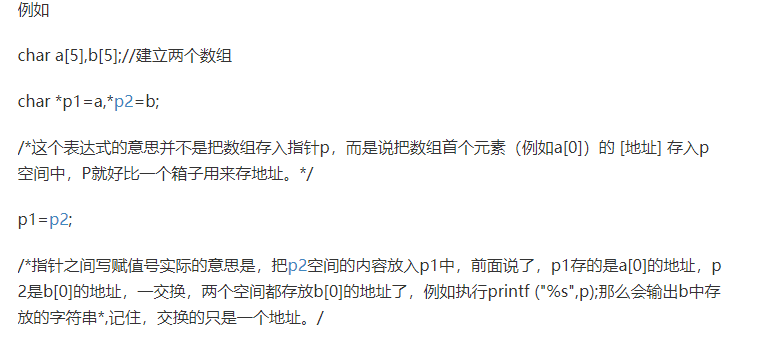 例如
char a[5],b[5];//建立两个数组
char *p1=a,*p2=b;
/*这个表达式的意思并不是把数组存入指针p，而是说把数组首个元素（例如a[0]）的 [地址] 存入p
空间中，P就好比一个箱子用来存地址。*/
p1=p2;
/*指针之间写赋值号实际的意思是，把p2空间的内容放入p1中，前面说了，p1存的是a[0]的地址，p
2是b[0]的地址，一交换，两个空间都存放b[0]的地址了，例如执行printf ("%s",p);那么会输出b中存
放的字符串*,记住，交换的只是一个地址。/